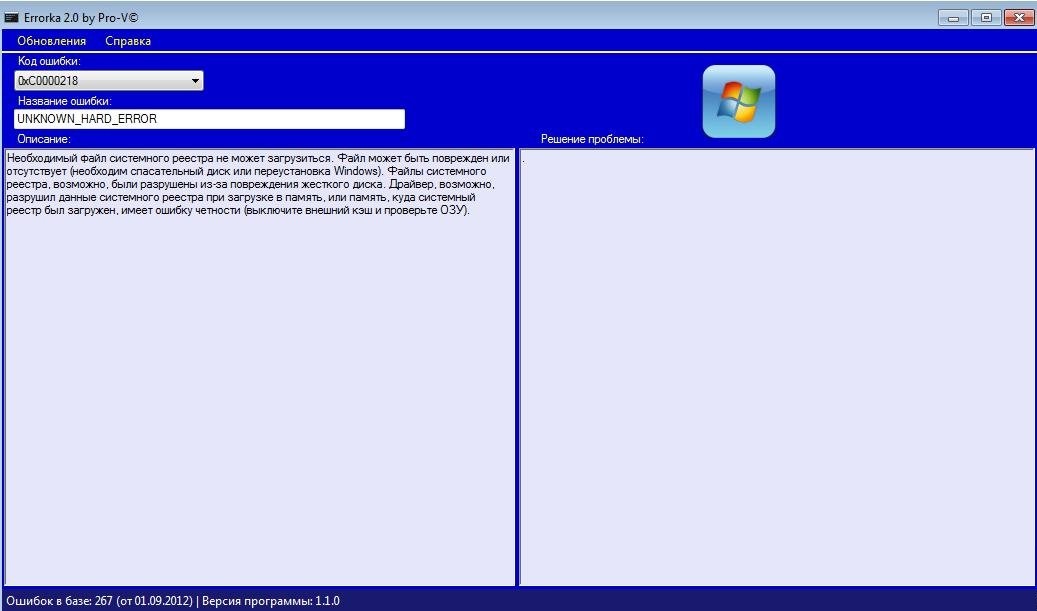 Errorka 2.0 by Pro-V©
Обновления Справка
Код ошибки:
0xC0000218
Название ошибки:
UNKNOWN_HARD_ERROR
Описание:
Необходимый файл системного реестра не может загрузиться. Файл может быть поврежден или
отсутствует (необходим спасательный диск или переустановка Windows). Файлы системного
реестра, возможно, были разрушены из-за повреждения жесткого диска. Драйвер, возможно,
разрушил данные системного реестра при загрузке в память, или память, куда системный
реестр был загружен, имеет ошибку четности (выключите внешний кэш и проверьте ОЗУ).
Решение проблемы:
.
Ошибок в базе: 267 (от 01.09.2012) | Версия программы: 1.1.0